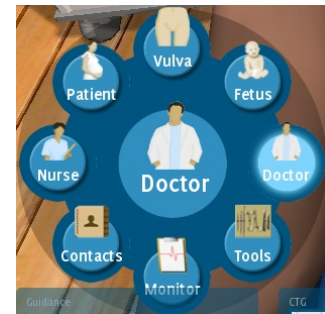 Vulva
Patient
Fetus
Nurse
Doctor
Doctor
Contacts
Tools
Monitor
Guidance
CTG